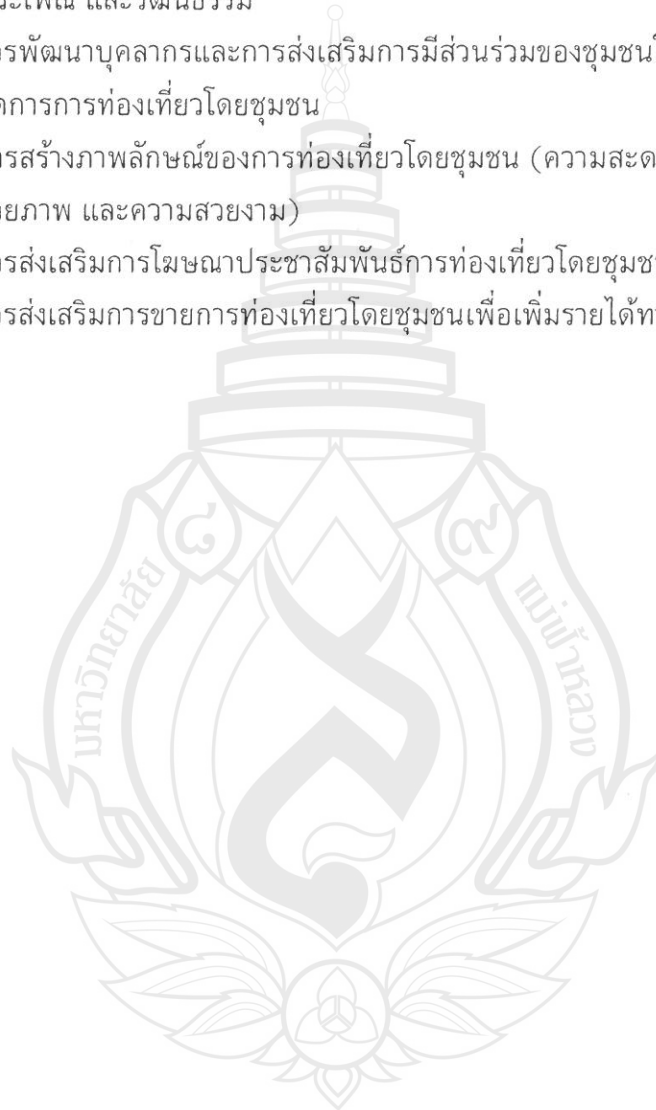 ประเพณี และวัฒนธรรม
การพัฒนาบุคลากรและการส่งเสริมการมีส่วนร่วมของชุมชน
การท่องเที่ยวโดยชุมชน
การสร้างภาพลักษณ์ของการท่องเที่ยวโดยชุมชน (ความสะด
ยภาพ และความสวยงาม)
การส่งเสริมการโฆษณาประชาสัมพันธ์การท่องเที่ยวโดยชุมช
การส่งเสริมการขายการท่องเที่ยวโดยชุมชนเพื่อเพิ่มรายได้
๘ ๙
มหาวิทยาลัย
แม่ฟ้าหลวง